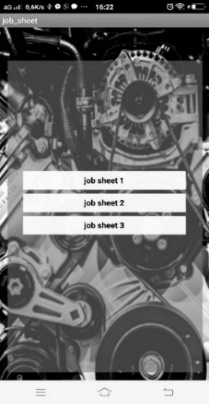 4G 0,6K/s 16:22
job_sheet
job sheet 1
job sheet 2
job sheet 3